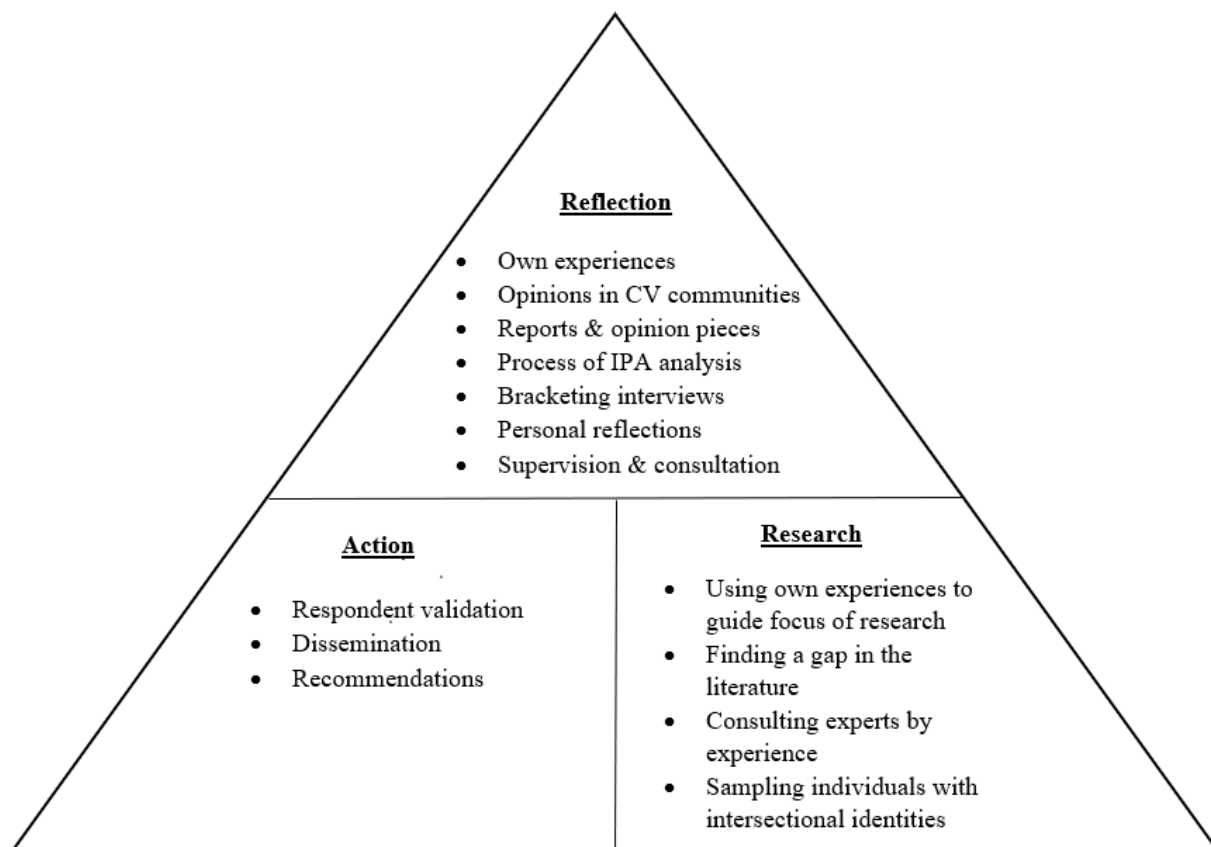 Reflection
• Own experiences
• Opinions in CV communities
• Reports & opinion pieces
• Process of IPA analysis
• Bracketing interviews
• Personal reflections
• Supervision & consultation
Action
• Respondent validation
• Dissemination
• Recommendations
Research
• Using own experiences to
guide focus of research
• Finding a gap in the
literature
• Consulting experts by
experience
• Sampling individuals with
intersectional identities